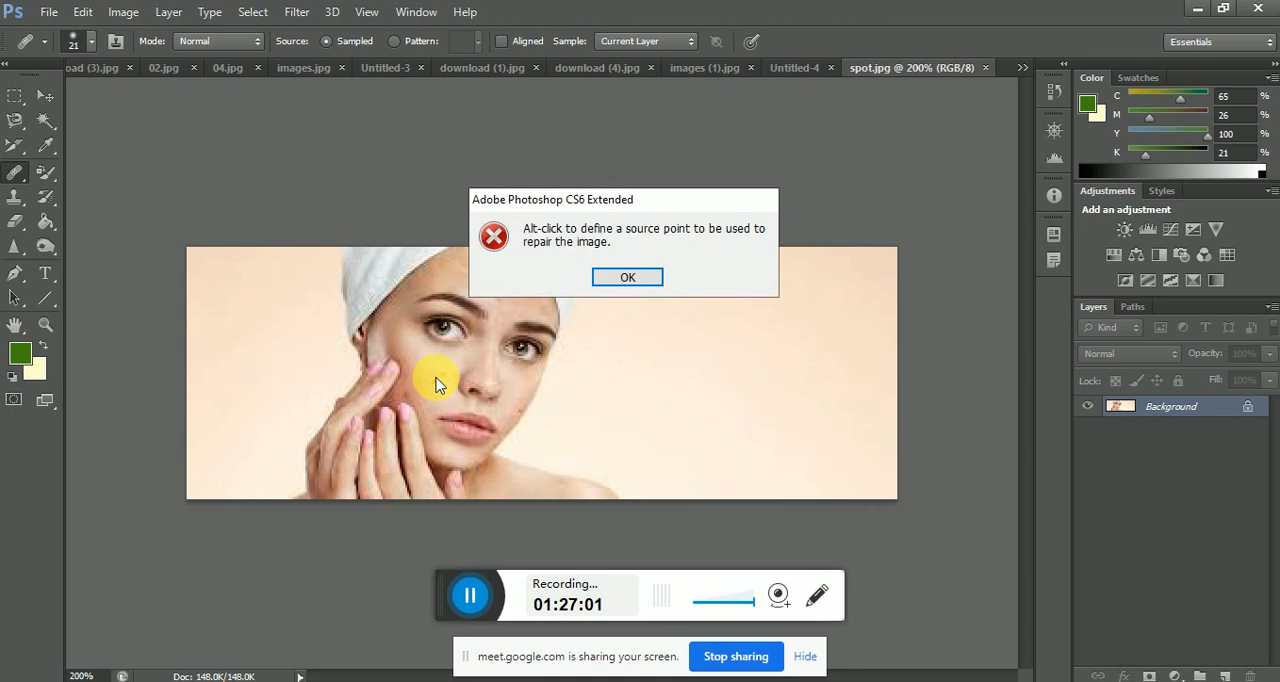 Ps File Edit Image Layer Type Select Filter 3D View Window Help
21 Mode: Normal Source: Sampled Pattern: Aligned Sample: Current Layer Essentials
oad (3).jpg × 02.jpg × 04.jpg × images.jpg × Untitled-3 × download (1).jpg × download (4).jpg × images (1).jpg × Untitled-4 × spot.jpg @ 200% (RGB/8) ×
Color Swatches
C 65 %
M 26 %
Y 100 %
K 21 %
Adjustments Styles
Add an adjustment
Adobe Photoshop CS6 Extended
Alt-click to define a source point to be used to
repair the image.
OK
Layers Paths
Kind
Normal Opacity: 100%
Lock: Fill: 100%
Background
Recording...
01:27:01
meet.google.com is sharing your screen. Stop sharing Hide
200% Doc: 148.0K/148.0K